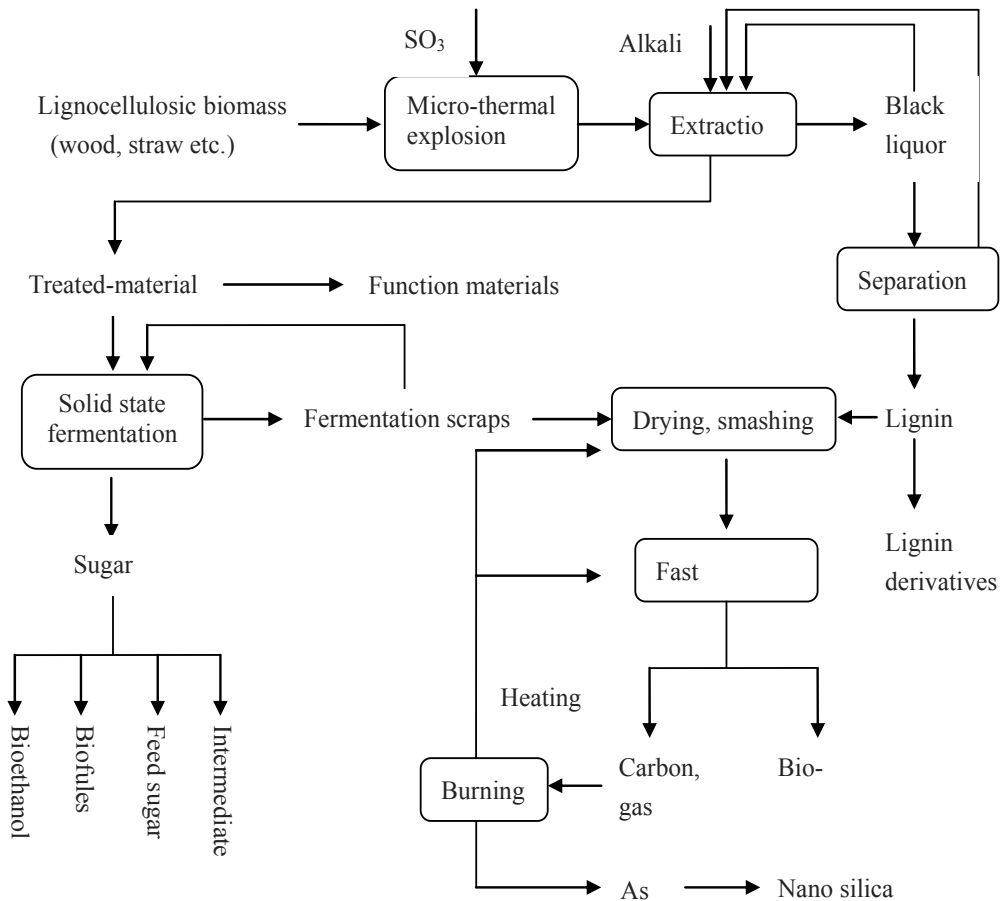 SO₃
Alkali
Lignocellulosic biomass
(wood, straw etc.)
Micro-thermal
explosion
Extractio
Black
liquor
Treated-material
Function materials
Separation
Solid state
fermentation
Fermentation scraps
Drying, smashing
Lignin
Sugar
Fast
Lignin
derivatives
Heating
Bioethanol
Biofules
Feed sugar
Intermediate
Burning
Carbon,
gas
Bio-
As
Nano silica